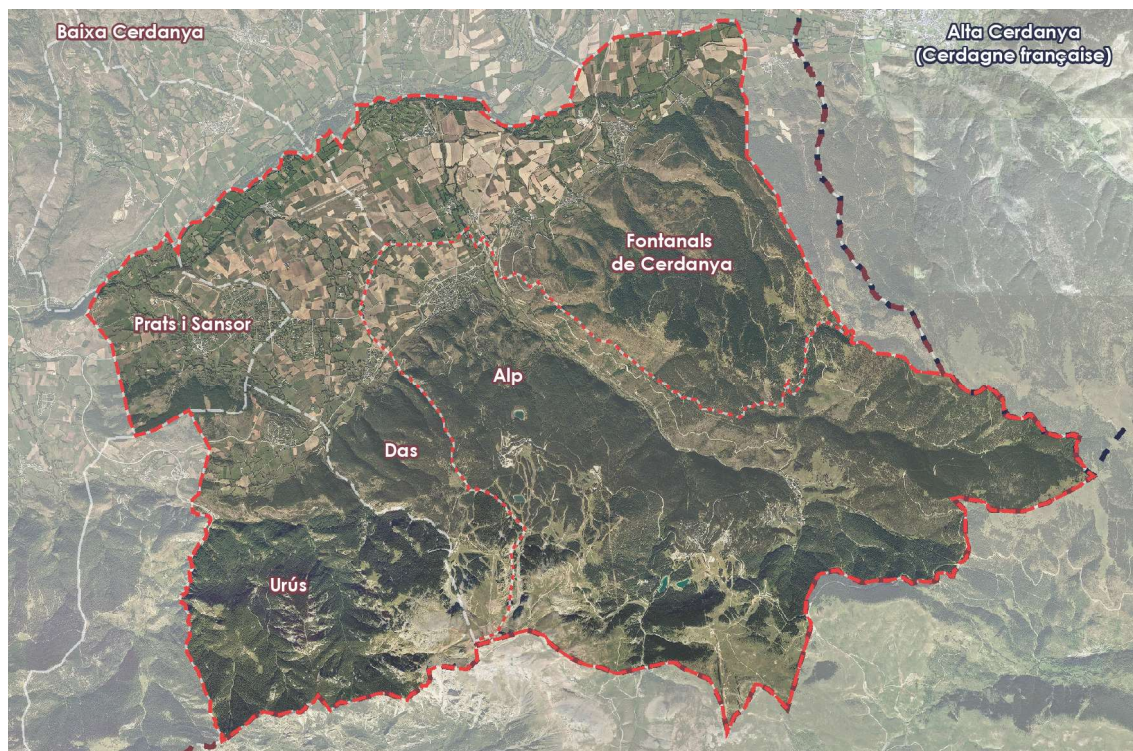 Baixa Cerdanya
Alta Cerdanya
(Cerdagne française)
Fontanals
de Cerdanya
Prats i Sansor
Alp
Das
Urús